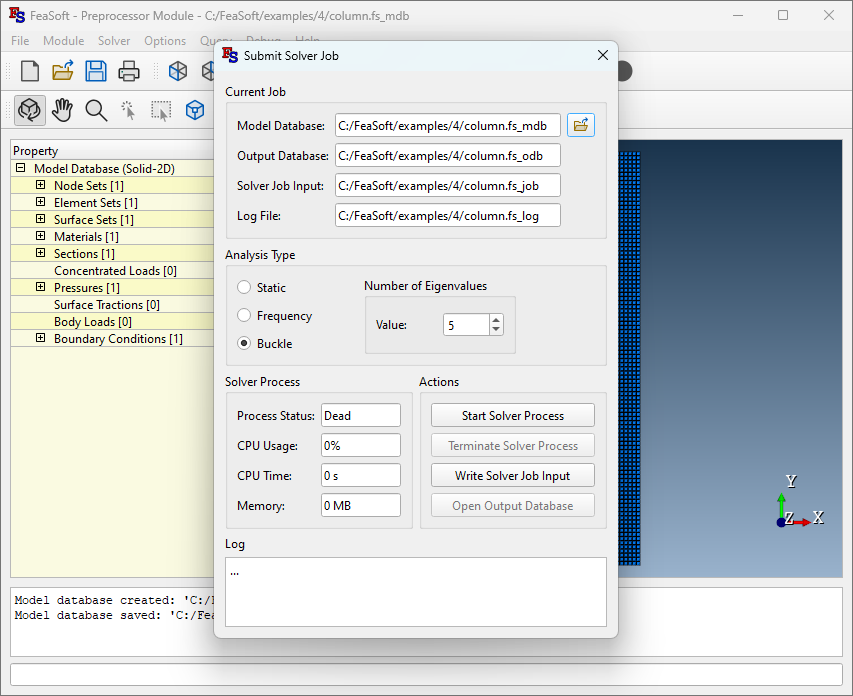 FeaSoft - Preprocessor Module - C:/FeaSoft/examples/4/column.fs_mdb
File Module Solver Options Query Debug Help
Submit Solver Job
Property
Model Database (Solid-2D)
Node Sets [1]
Element Sets [1]
Surface Sets [1]
Materials [1]
Sections [1]
Concentrated Loads [0]
Pressures [1]
Surface Tractions [0]
Body Loads [0]
Boundary Conditions [1]
Current Job
Model Database: C:/FeaSoft/examples/4/column.fs_mdb
Output Database: C:/FeaSoft/examples/4/column.fs_odb
Solver Job Input: C:/FeaSoft/examples/4/column.fs_job
Log File: C:/FeaSoft/examples/4/column.fs_log
Analysis Type
Static
Frequency
Buckle
Number of Eigenvalues
Value: 5
Solver Process
Process Status: Dead
CPU Usage: 0%
CPU Time: 0 s
Memory: 0 MB
Actions
Start Solver Process
Terminate Solver Process
Write Solver Job Input
Open Output Database
Log
...
Y
Z X
Model database created: 'C:/
Model database saved: 'C:/Fea